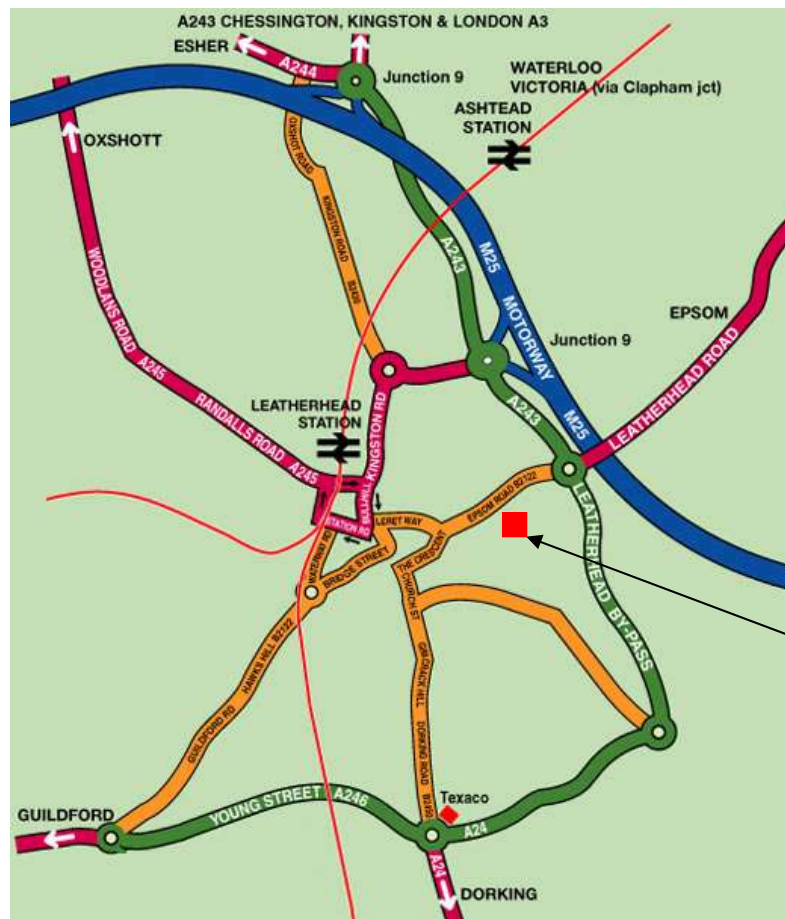 A243 CHESSINGTON, KINGSTON & LONDON A3
ESHER
A244
Junction 9
WATERLOO
VICTORIA (via Clapham jct)
ASHTEAD
STATION
OXSHOTT
OXSHOT ROAD
KINGSTON ROAD
B2430
A243
M25
MOTORWAY
M25
EPSOM
Junction 9
LEATHERHEAD ROAD
WOODLANS ROAD
A245
RANDALLS ROAD
A245
LEATHERHEAD
STATION
KINGSTON RD
BULLHILL
A243
EPSOM ROAD B2122
LEATHERHEAD BY-PASS
STATION RD
LERET WAY
WATERWAY RD
BRIDGE STREET
THE CRESCENT
CHURCH ST
HAWKS HILL B2122
GUILDFORD RD
GIMCRACK HILL
DORKING ROAD
B2450
Texaco
GUILDFORD
YOUNG STREET
A246
A24
A24
DORKING